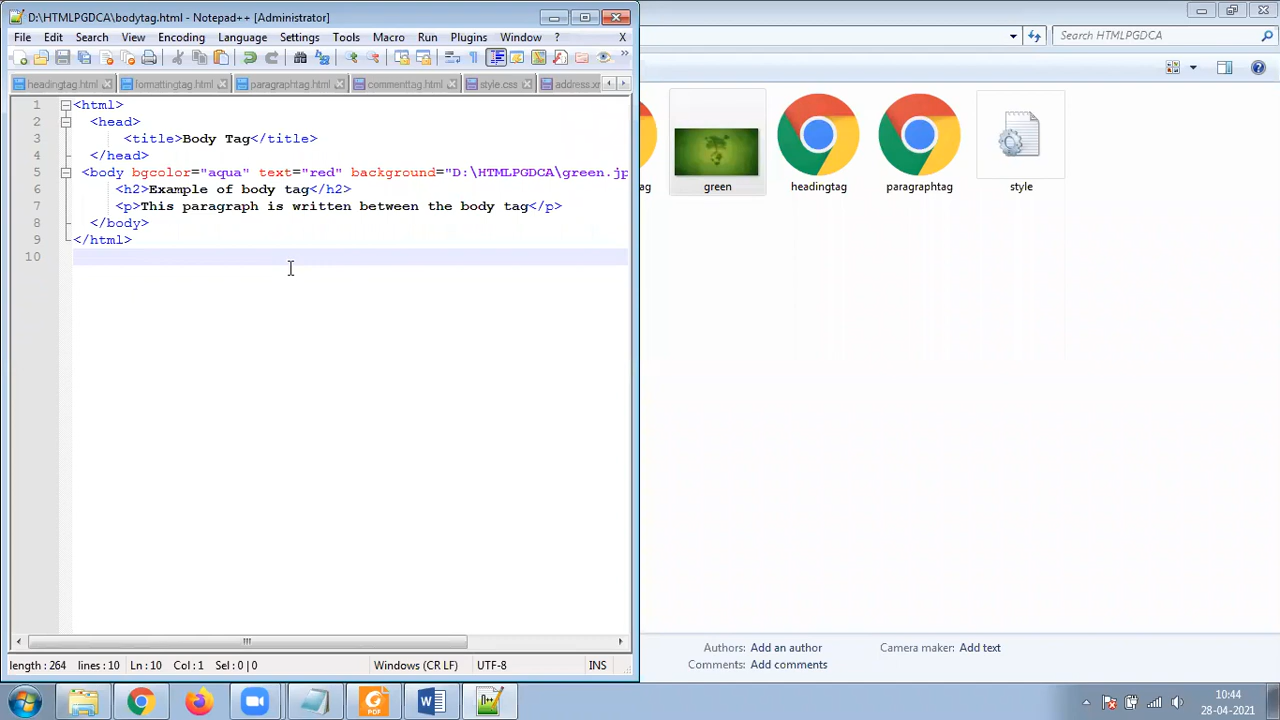 D:\HTMLPGDCA\bodytag.html - Notepad++ [Administrator]
File Edit Search View Encoding Language Settings Tools Macro Run Plugins Window ? X
headingtag.html formattingtag.html paragraphtag.html commenttag.html style.css
1 <html>
2 <head>
3 <title>Body Tag</title>
4 </head>
5 <body bgcolor="aqua" text="red" background="D:\HTMLPGDCA\green.jp
6 <h2>Example of body tag</h2>
7 <p>This paragraph is written between the body tag</p>
8 </body>
9 </html>
10
length : 264 lines : 10 Ln : 10 Col : 1 Sel : 0 | 0 Windows (CR LF) UTF-8 INS
Search HTMLPGDCA
green headingtag paragraphtag style
Authors: Add an author Camera maker: Add text
Comments: Add comments
10:44
28-04-2021